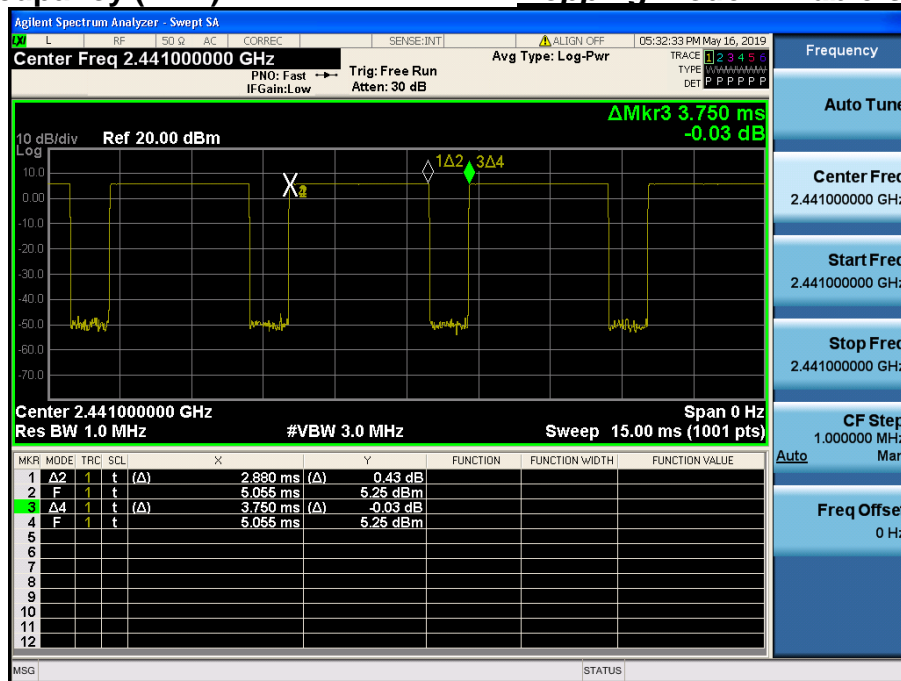 Agilent Spectrum Analyzer - Swept SA
LXI L RF 50 Ω AC CORREC SENSE:INT ALIGN OFF 05:32:33 PM May 16, 2019
Center Freq 2.441000000 GHz
PNO: Fast
IFGain:Low
Trig: Free Run
Atten: 30 dB
Avg Type: Log-Pwr
TRACE 1 2 3 4 5 6
TYPE
DET P P P P P P
ΔMkr3 3.750 ms
-0.03 dB
10 dB/div Ref 20.00 dBm
Log
1Δ2 3Δ4
10.0
X
0.00
-10.0
-20.0
-30.0
-40.0
-50.0
-60.0
-70.0
Center 2.441000000 GHz Span 0 Hz
Res BW 1.0 MHz #VBW 3.0 MHz Sweep 15.00 ms (1001 pts)
MKR MODE TRC SCL X Y FUNCTION FUNCTION WIDTH FUNCTION VALUE
1 Δ2 1 t (Δ) 2.880 ms (Δ) 0.43 dB
2 F 1 t 5.055 ms 5.25 dBm
3 Δ4 1 t (Δ) 3.750 ms (Δ) -0.03 dB
4 F 1 t 5.055 ms 5.25 dBm
5
6
7
8
9
10
11
12
MSG STATUS
Frequency
Auto Tune
Center Freq
2.441000000 GHz
Start Freq
2.441000000 GHz
Stop Freq
2.441000000 GHz
CF Step
1.000000 MHz
Auto Man
Freq Offset
0 Hz